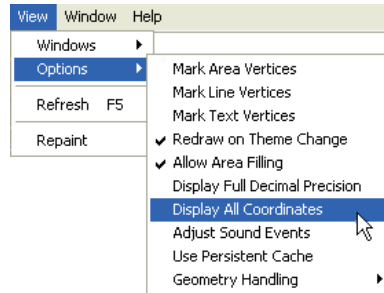 View Window Help
Windows
Options
Refresh F5
Repaint
Mark Area Vertices
Mark Line Vertices
Mark Text Vertices
Redraw on Theme Change
Allow Area Filling
Display Full Decimal Precision
Display All Coordinates
Adjust Sound Events
Use Persistent Cache
Geometry Handling